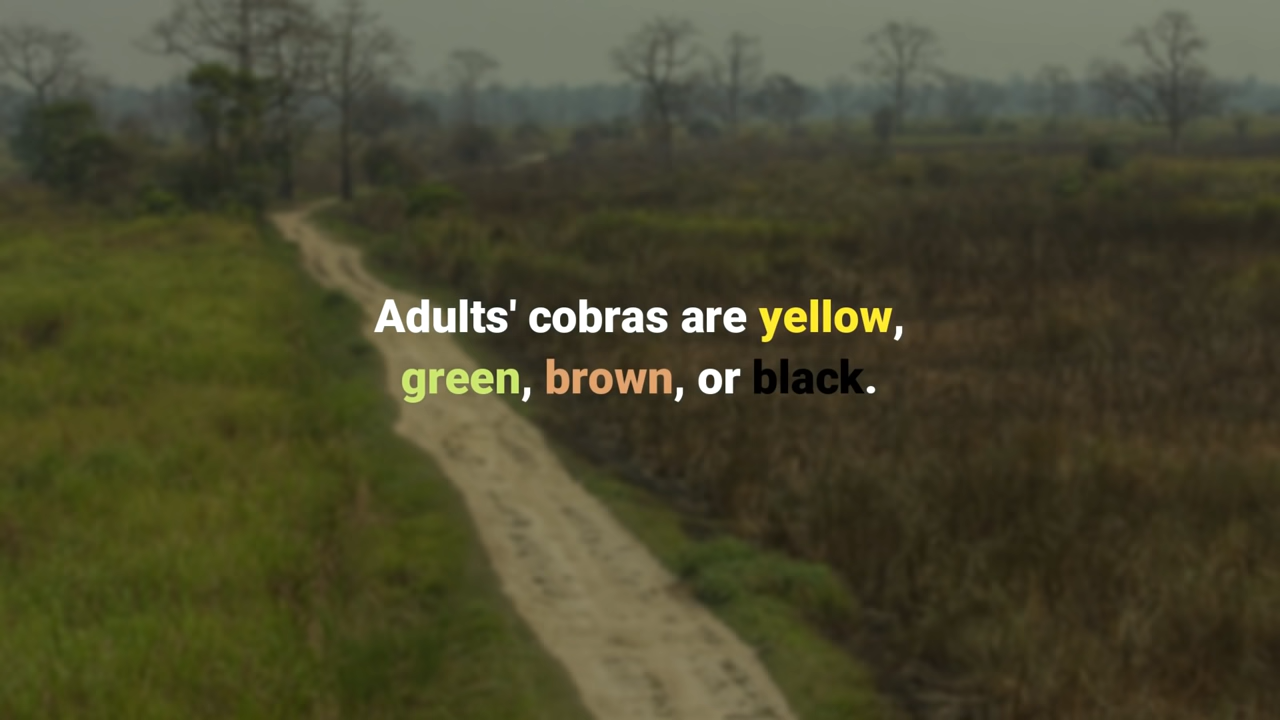 Adults' cobras are yellow,
green, brown, or black.